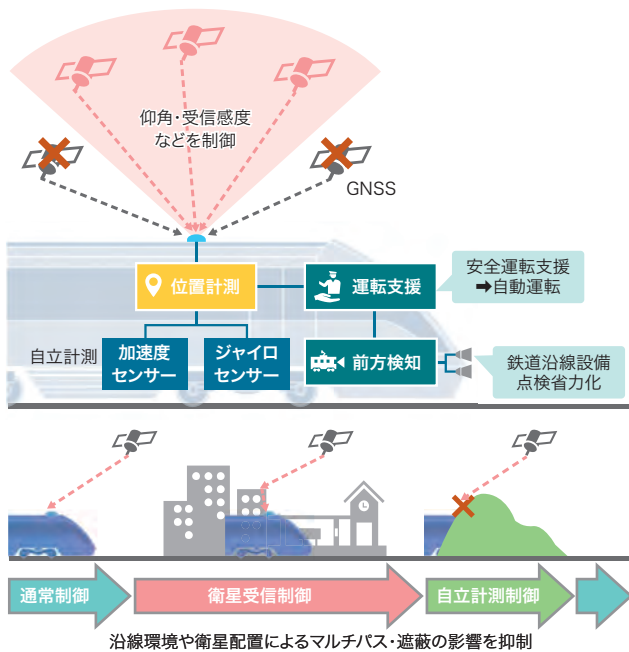 仰角・受信感度
などを制御
GNSS
位置計測
運転支援
安全運転支援
➡自動運転
自立計測
加速度
センサー
ジャイロ
センサー
前方検知
鉄道沿線設備
点検省力化
通常制御
衛星受信制御
自立計測制御
沿線環境や衛星配置によるマルチパス・遮蔽の影響を抑制